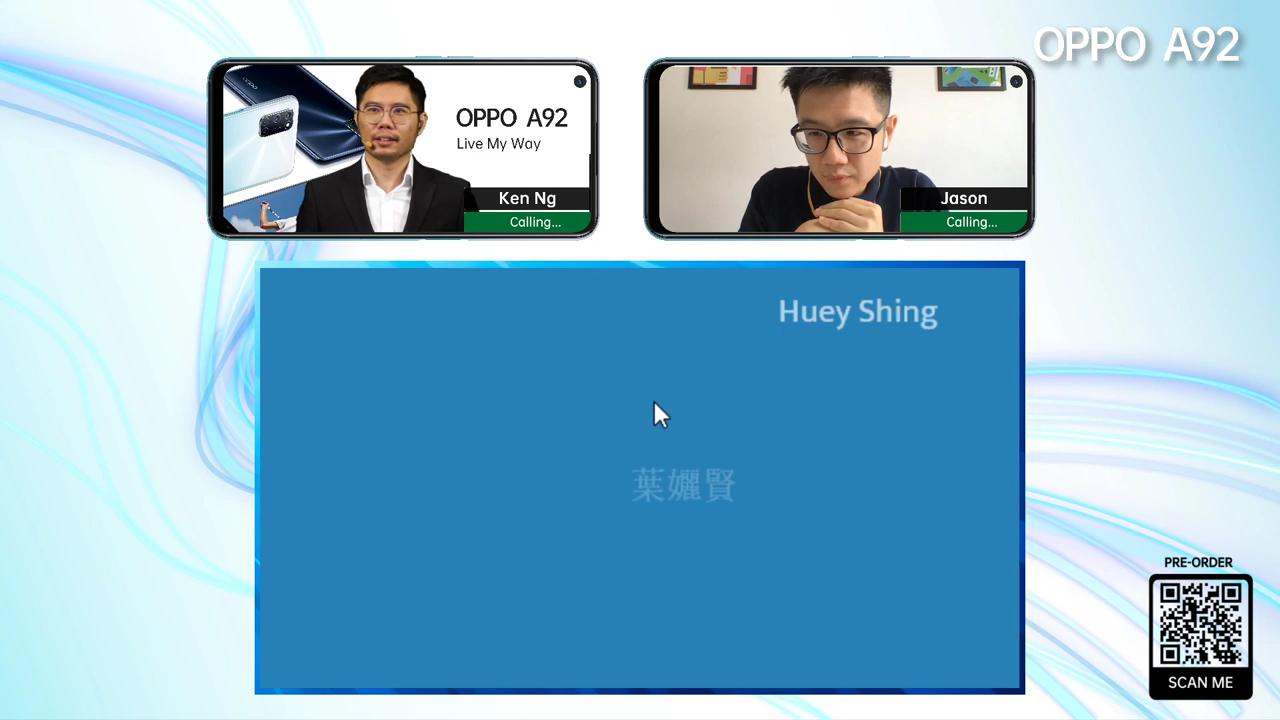 OPPO A92
OPPO A92
Live My Way
Ken Ng
Calling...
Jason
Calling...
Huey Shing
葉孋賢
PRE-ORDER
SCAN ME